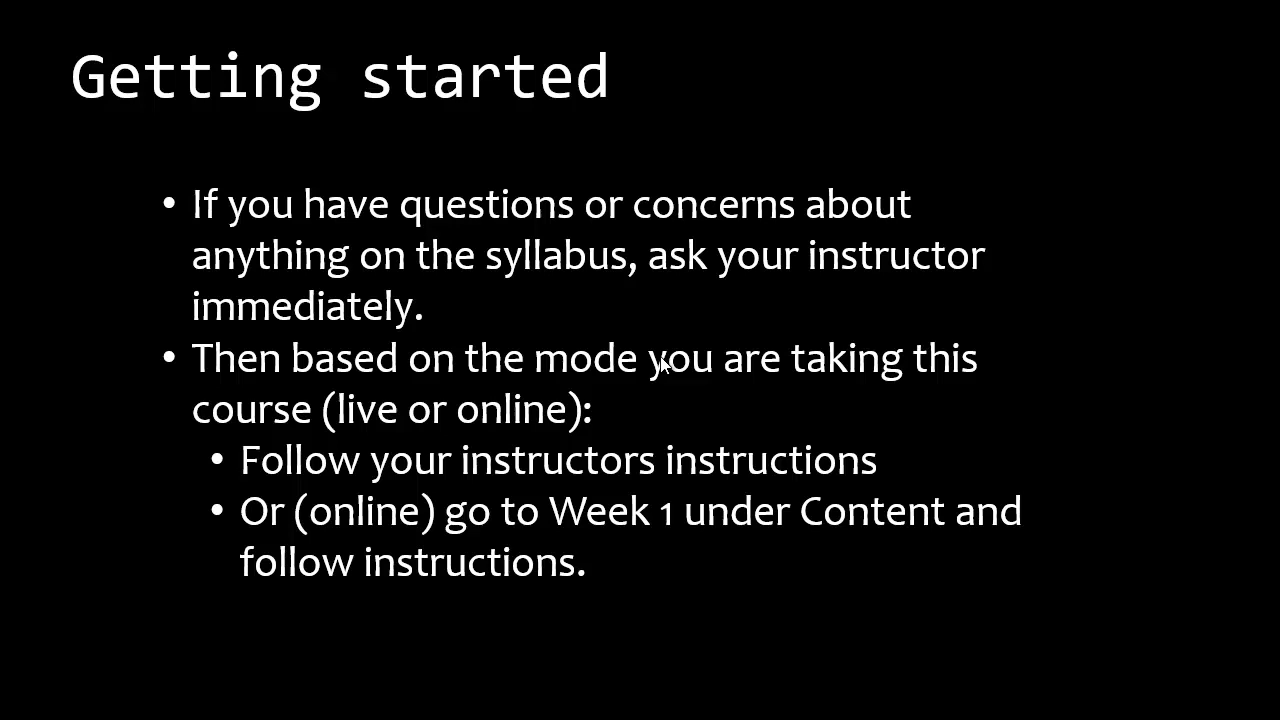 Getting started
• If you have questions or concerns about
anything on the syllabus, ask your instructor
immediately.
• Then based on the mode you are taking this
course (live or online):
• Follow your instructors instructions
• Or (online) go to Week 1 under Content and
follow instructions.